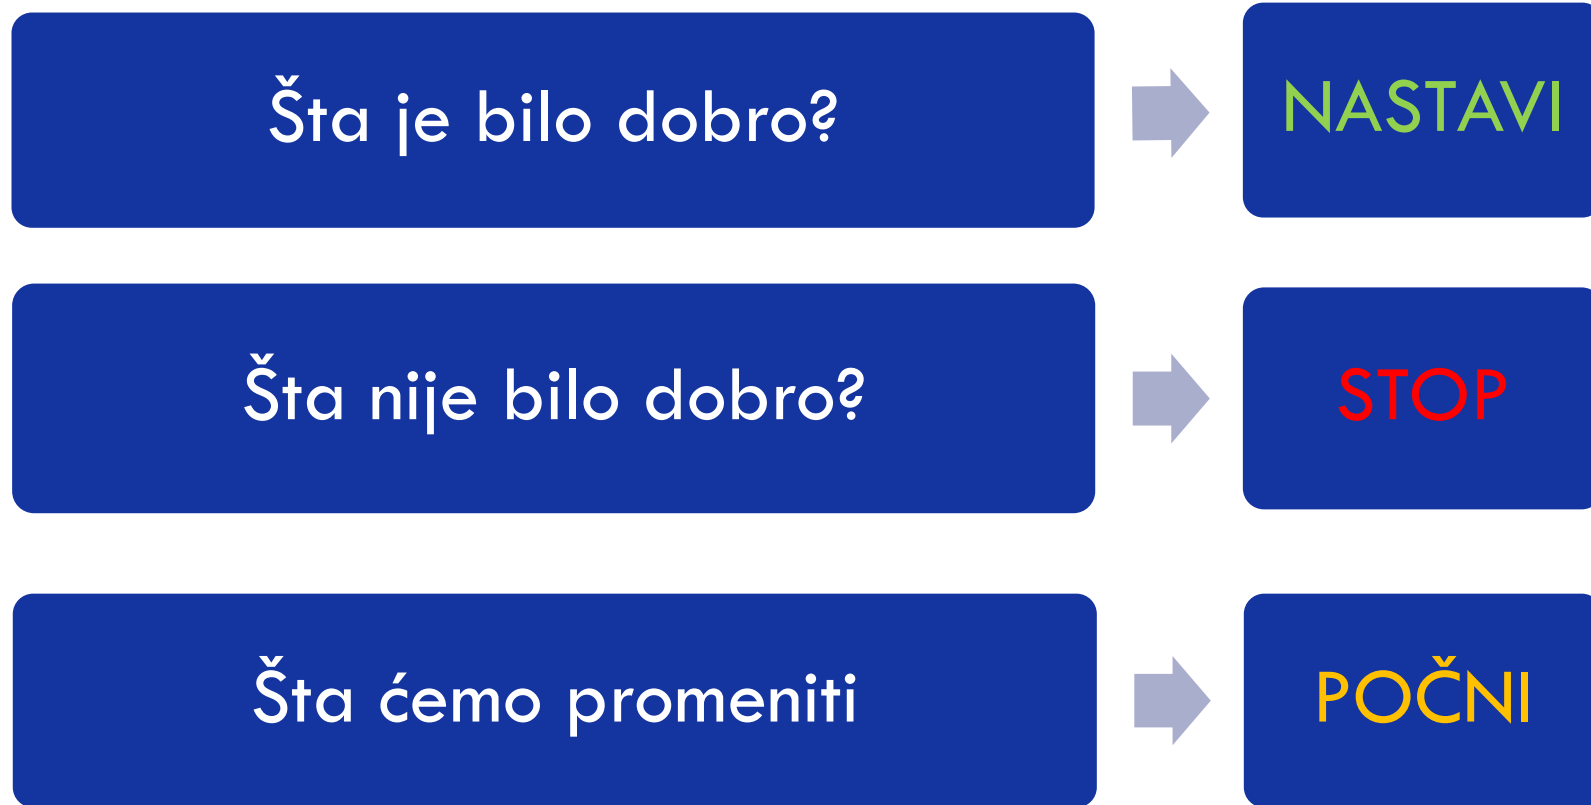 Šta je bilo dobro?
NASTAVI
Šta nije bilo dobro?
STOP
Šta ćemo promeniti
POČNI